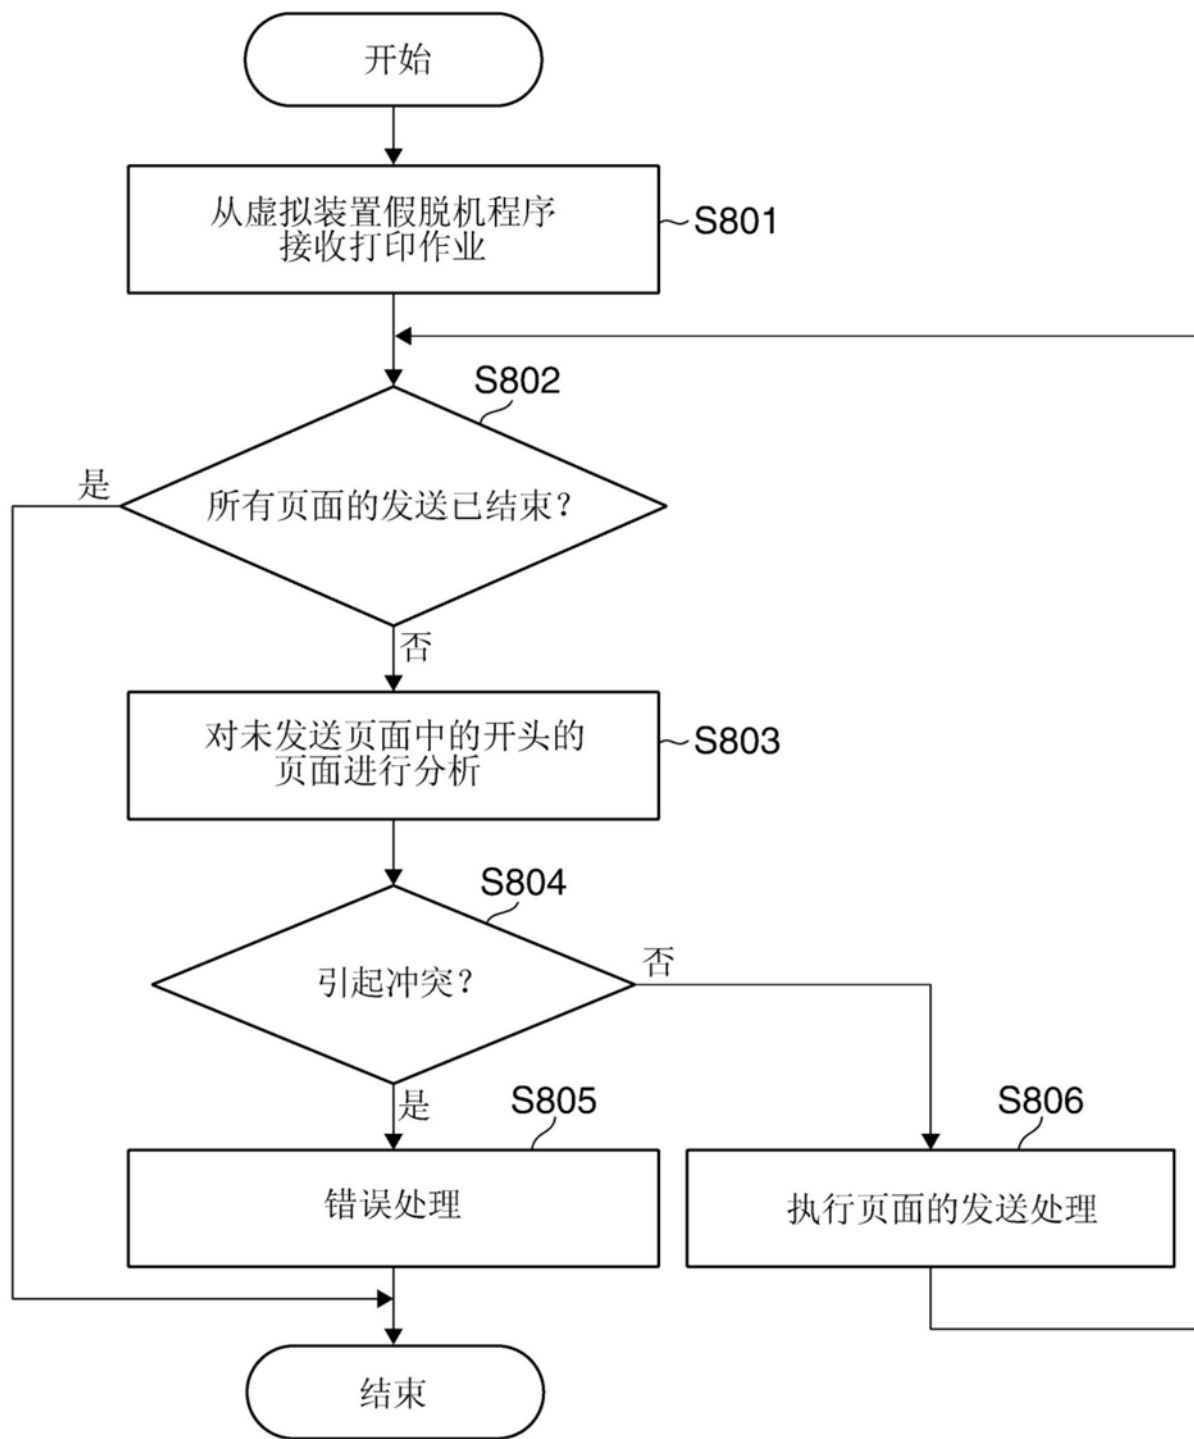 开始
从虚拟装置假脱机程序
接收打印作业
S801
S802
是
所有页面的发送已结束?
否
对未发送页面中的开头的
页面进行分析
S803
S804
引起冲突?
否
是
S805
错误处理
S806
执行页面的发送处理
结束